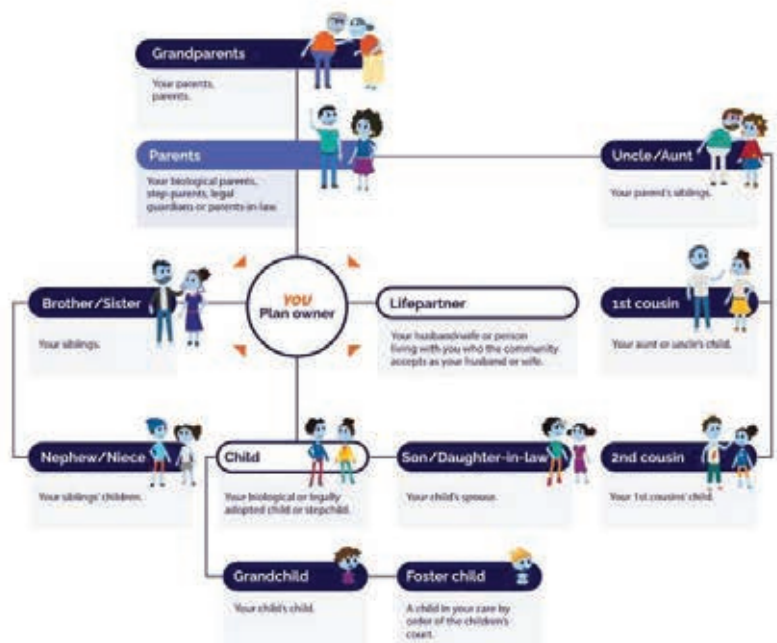 Grandparents
Your parents,
parents.
Parents
Your biological parents,
step-parents, legal
guardians or parents-in-law.
Uncle/Aunt
Your parent's siblings.
Brother/Sister
Your siblings.
YOU
Plan owner
Lifepartner
Your husband/wife or person
living with you who the community
accepts as your husband or wife.
1st cousin
Your aunt or uncle's child.
Nephew/Niece
Your siblings' children.
Child
Your biological or legally
adopted child or stepchild.
Son/Daughter-in-law
Your child's spouse.
2nd cousin
Your 1st cousins' child.
Grandchild
Your child's child.
Foster child
A child in your care by
order of the children's
court.